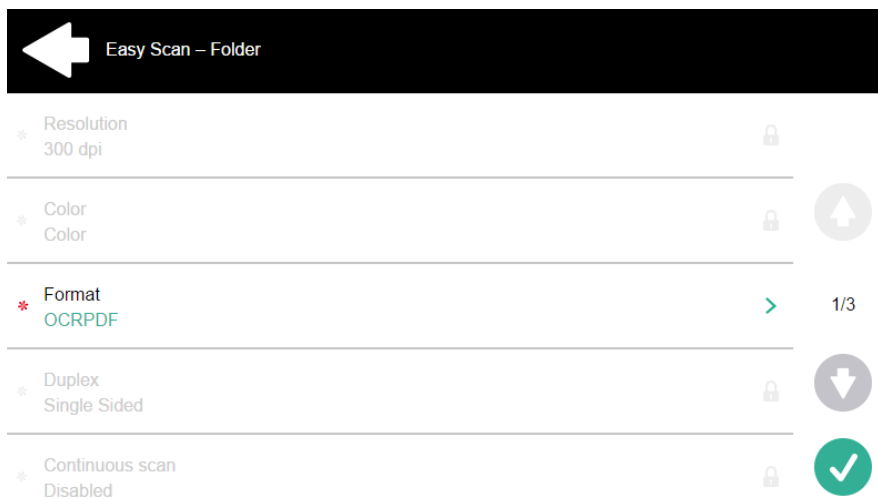 Easy Scan – Folder
* Resolution
300 dpi
* Color
Color
* Format
OCRPDF
1/3
* Duplex
Single Sided
* Continuous scan
Disabled